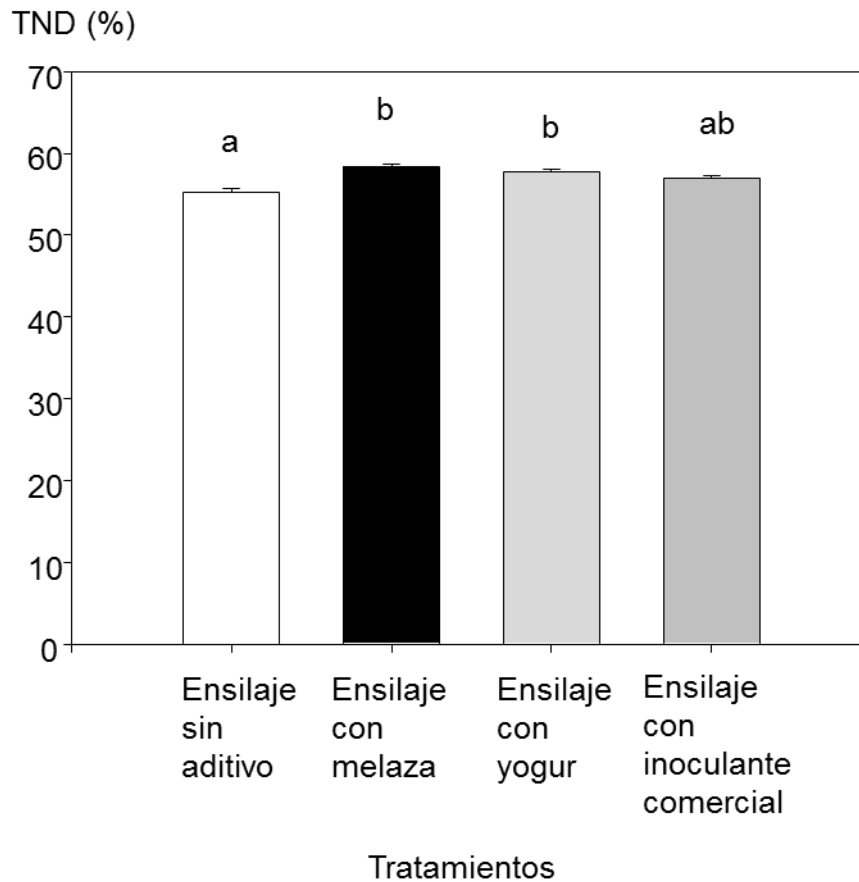 TND (%)
70
60
50
40
30
20
10
0
a
b
b
ab
Ensilaje
sin
aditivo
Ensilaje
con
melaza
Ensilaje
con
yogur
Ensilaje
con
inoculante
comercial
Tratamientos